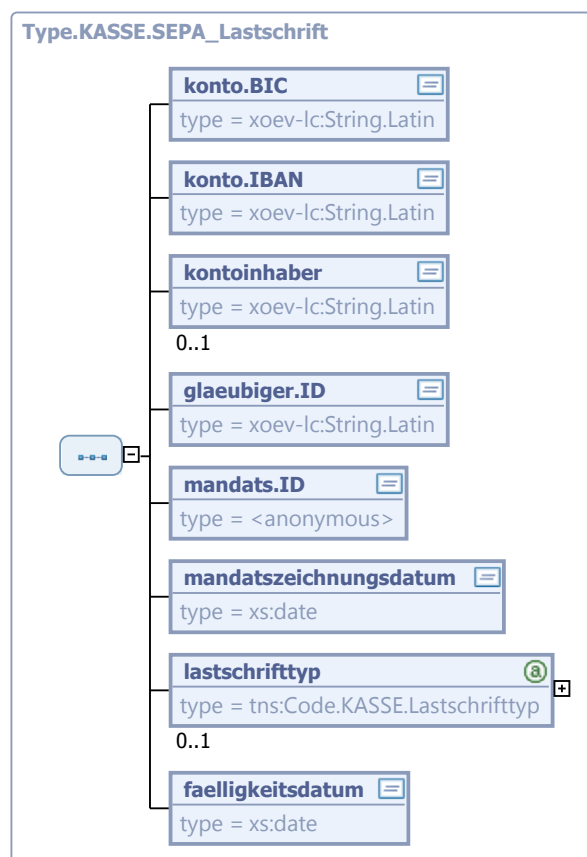 Type.KASSE.SEPA_Lastschrift
konto.BIC
type = xoev-lc:String.Latin
konto.IBAN
type = xoev-lc:String.Latin
kontoinhaber
type = xoev-lc:String.Latin
0..1
glaeubiger.ID
type = xoev-lc:String.Latin
mandats.ID
type = <anonymous>
mandatszeichnungsdatum
type = xs:date
lastschrifttyp
a
type = tns:Code.KASSE.Lastschrifttyp
0..1
faelligkeitsdatum
type = xs:date